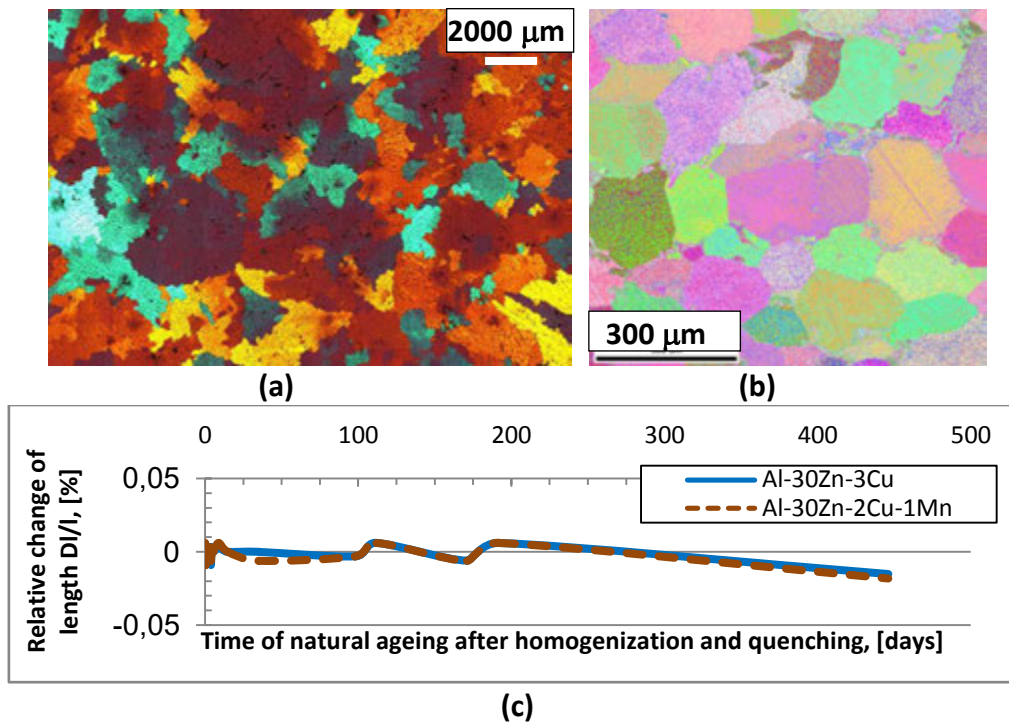 2000 μm
300 μm
(a)
(b)
0 100 200 300 400 500
0,05
0
-0,05
Relative change of
length Dl/l, [%]
Al-30Zn-3Cu
Al-30Zn-2Cu-1Mn
Time of natural ageing after homogenization and quenching, [days]
(c)